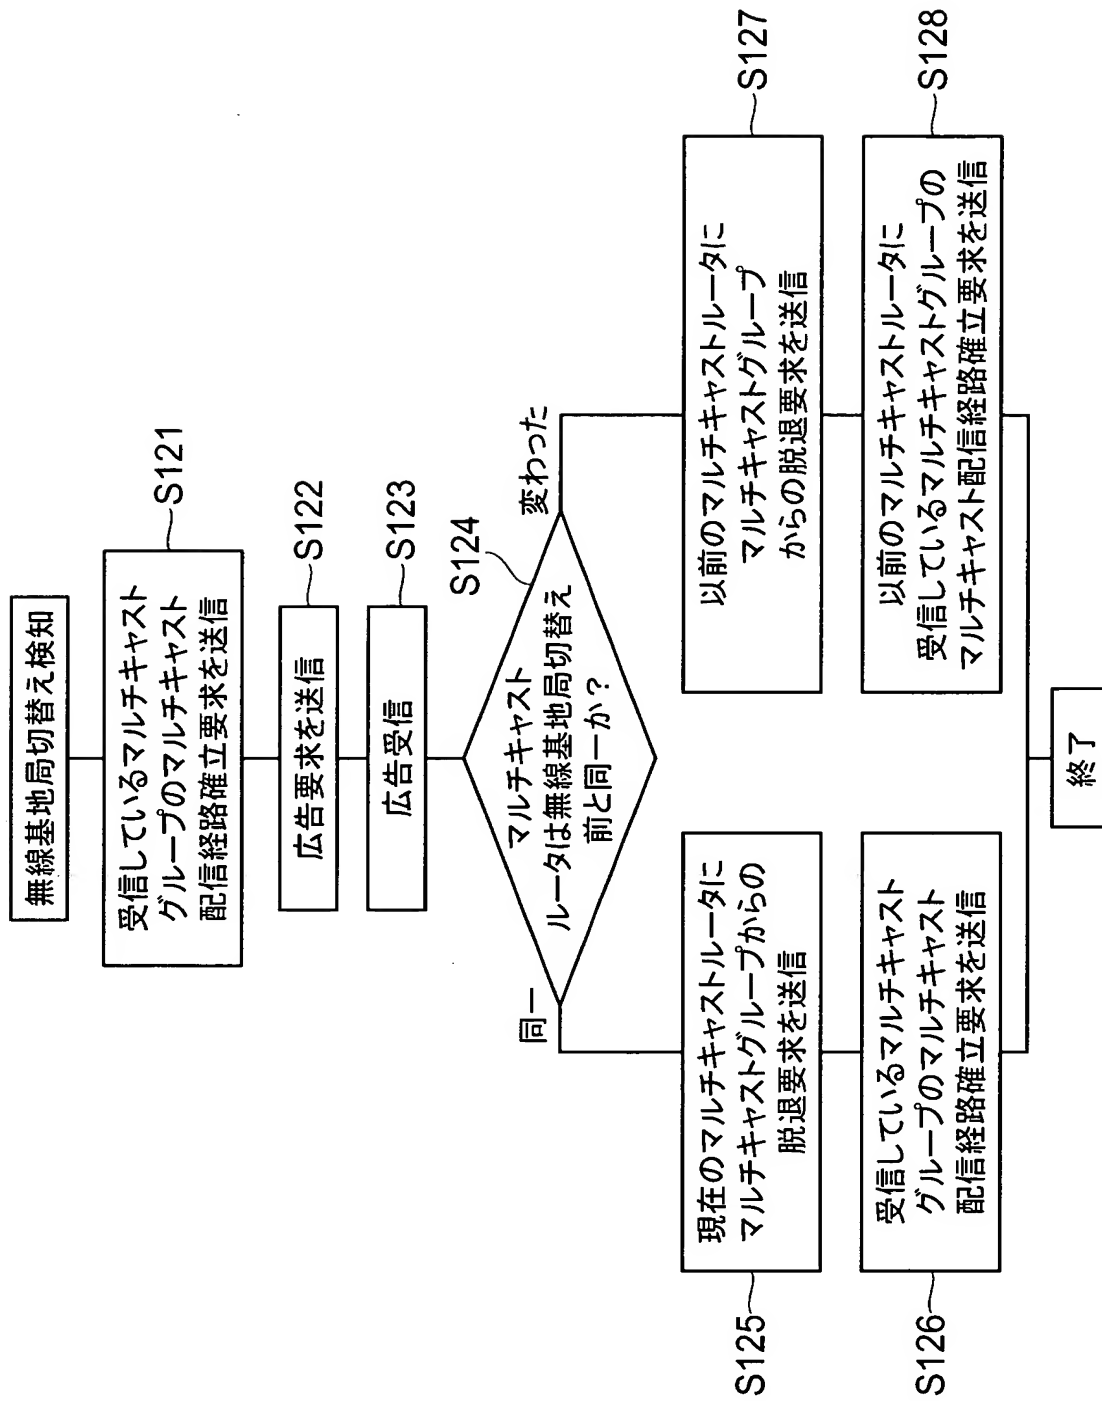 無線基地局切替え検知
受信しているマルチキャスト
グループのマルチキャスト
配信経路確立要求を送信
S121
広告要求を送信
S122
広告受信
S123
マルチキャスト
ルータは無線基地局切替え
前と同一か?
S124
同一
変わった
現在のマルチキャストルータに
マルチキャストグループからの
脱退要求を送信
S125
受信しているマルチキャスト
グループのマルチキャスト
配信経路確立要求を送信
S126
以前のマルチキャストルータに
マルチキャストグループ
からの脱退要求を送信
S127
以前のマルチキャストルータに
受信しているマルチキャストグループの
マルチキャスト配信経路確立要求を送信
S128
終了